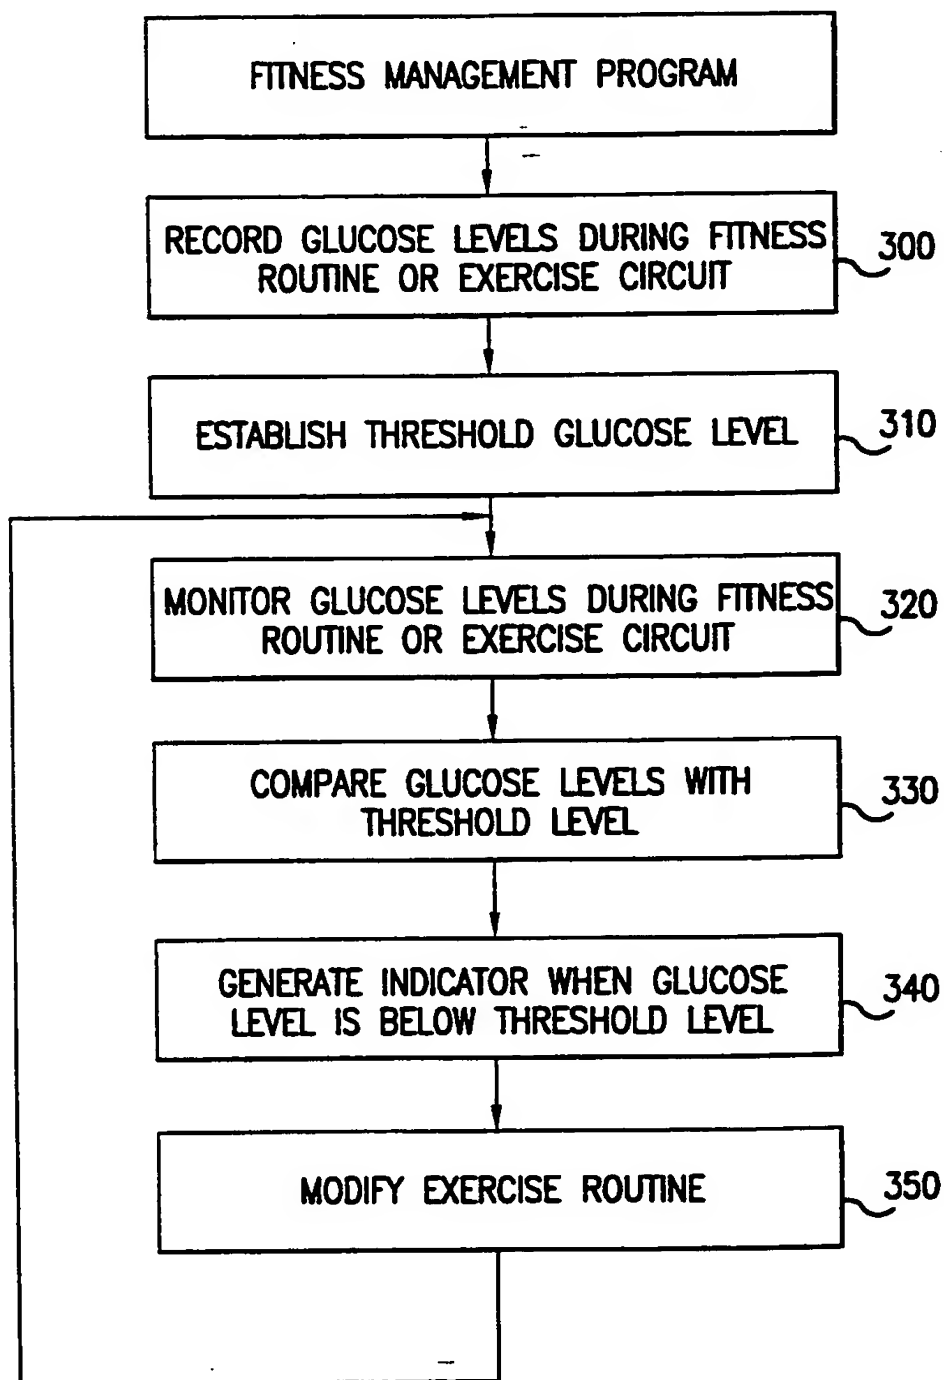 FITNESS MANAGEMENT PROGRAM
RECORD GLUCOSE LEVELS DURING FITNESS
ROUTINE OR EXERCISE CIRCUIT
300
ESTABLISH THRESHOLD GLUCOSE LEVEL
310
MONITOR GLUCOSE LEVELS DURING FITNESS
ROUTINE OR EXERCISE CIRCUIT
320
COMPARE GLUCOSE LEVELS WITH
THRESHOLD LEVEL
330
GENERATE INDICATOR WHEN GLUCOSE
LEVEL IS BELOW THRESHOLD LEVEL
340
MODIFY EXERCISE ROUTINE
350